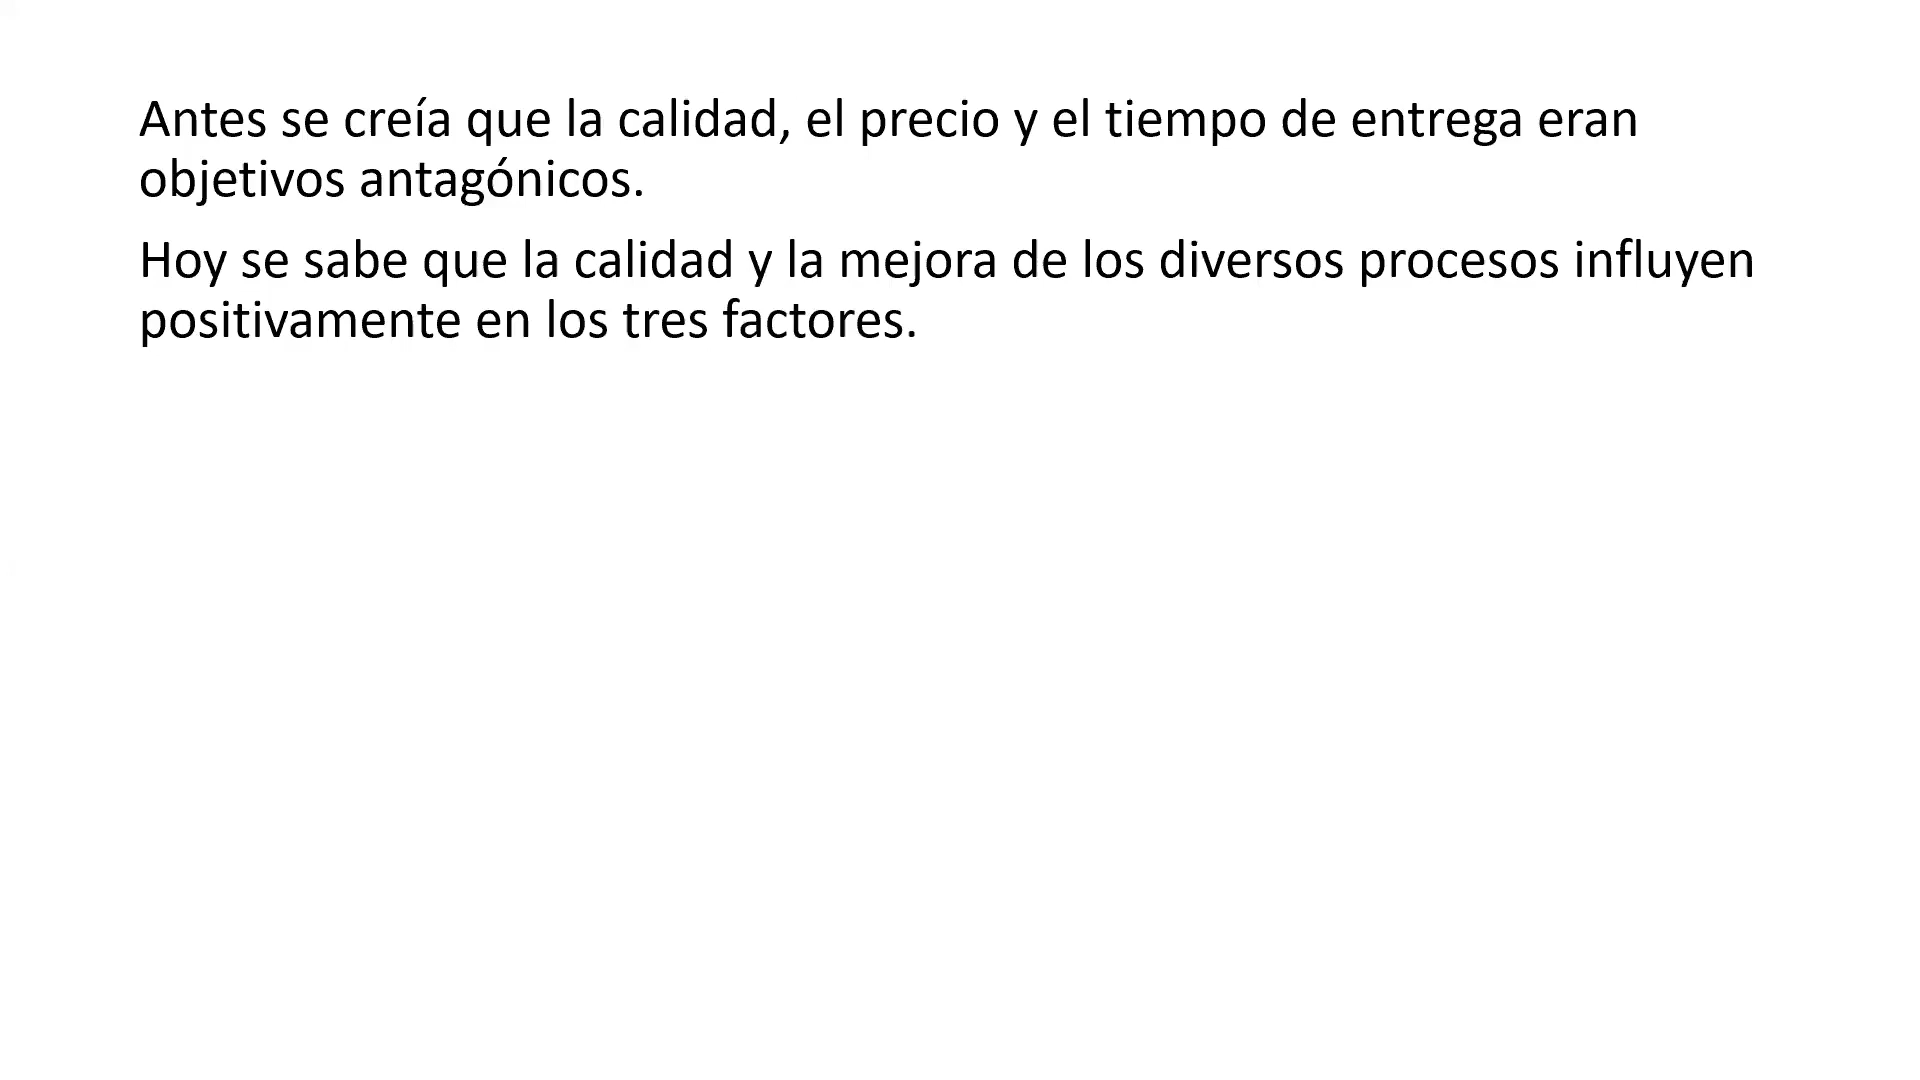 Antes se creía que la calidad, el precio y el tiempo de entrega eran
objetivos antagónicos.
Hoy se sabe que la calidad y la mejora de los diversos procesos influyen
positivamente en los tres factores.